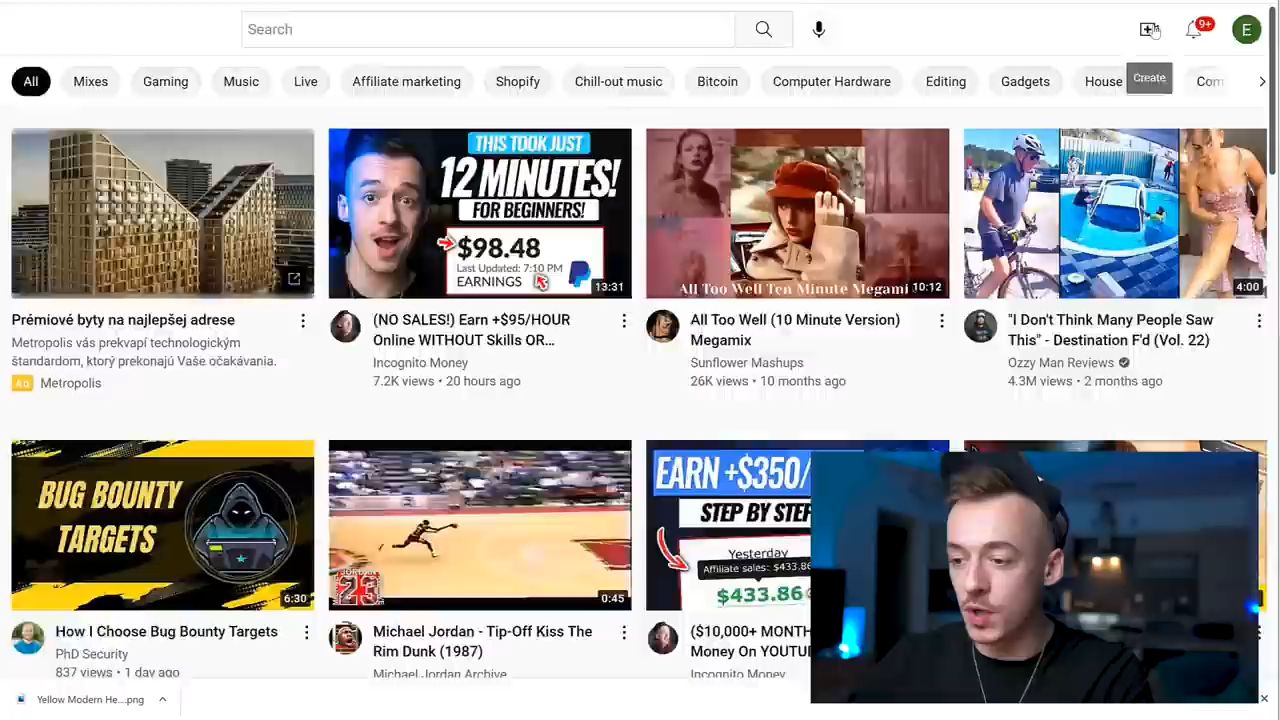 Search
9+
E
All
Mixes
Gaming
Music
Live
Affiliate marketing
Shopify
Chill-out music
Bitcoin
Computer Hardware
Editing
Gadgets
House
Create
Com
THIS TOOK JUST
12 MINUTES!
FOR BEGINNERS!
$98.48
Last Updated: 7:10 PM
EARNINGS
13:31
All Too Well Ten Minute Megami
10:12
4:00
Prémiové byty na najlepšej adrese
Metropolis vás prekvapí technologickým
štandardom, ktorý prekonajú Vaše očakávania.
Ad Metropolis
(NO SALES!) Earn +$95/HOUR
Online WITHOUT Skills OR...
Incognito Money
7.2K views • 20 hours ago
All Too Well (10 Minute Version)
Megamix
Sunflower Mashups
26K views • 10 months ago
"I Don't Think Many People Saw
This" - Destination F'd (Vol. 22)
Ozzy Man Reviews
4.3M views • 2 months ago
BUG BOUNTY
TARGETS
6:30
JORDAN
23
0:45
EARN +$350/
STEP BY STEP
Yesterday
Affiliate sales: $433.86
$433.86
How I Choose Bug Bounty Targets
PhD Security
837 views • 1 day ago
Michael Jordan - Tip-Off Kiss The
Rim Dunk (1987)
Michael Jordan Archive
($10,000+ MONTH
Money On YOUTU
Incognito Money
Yellow Modern He....png